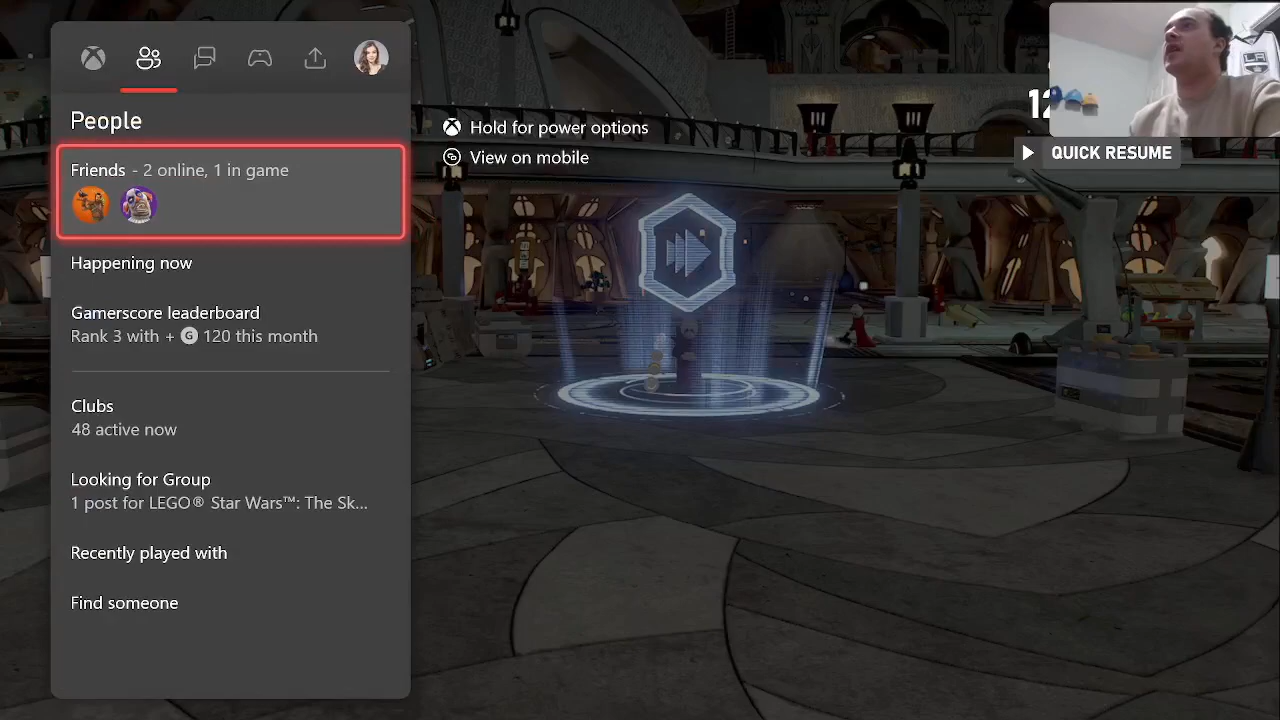 People
Friends - 2 online, 1 in game
Happening now
Gamerscore leaderboard
Rank 3 with + G 120 this month
Clubs
48 active now
Looking for Group
1 post for LEGO® Star Wars™: The Sk...
Recently played with
Find someone
Hold for power options
View on mobile
12
QUICK RESUME
LA